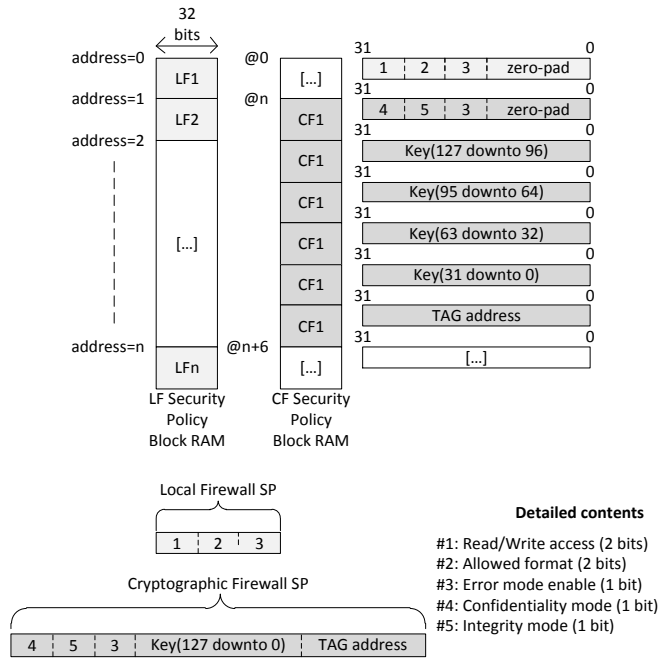 32
bits
address=0
address=1
address=2
address=n
LF1
LF2
[...]
LFn
LF Security
Policy
Block RAM
@0
@n
@n+6
[...]
CF1
CF1
CF1
CF1
CF1
CF1
[...]
CF Security
Policy
Block RAM
31 0
1 2 3 zero-pad
31 0
4 5 3 zero-pad
31 0
Key(127 downto 96)
31 0
Key(95 downto 64)
31 0
Key(63 downto 32)
31 0
Key(31 downto 0)
31 0
TAG address
31 0
[...]
Local Firewall SP
1 2 3
Cryptographic Firewall SP
4 5 3 Key(127 downto 0) TAG address
Detailed contents
#1: Read/Write access (2 bits)
#2: Allowed format (2 bits)
#3: Error mode enable (1 bit)
#4: Confidentiality mode (1 bit)
#5: Integrity mode (1 bit)